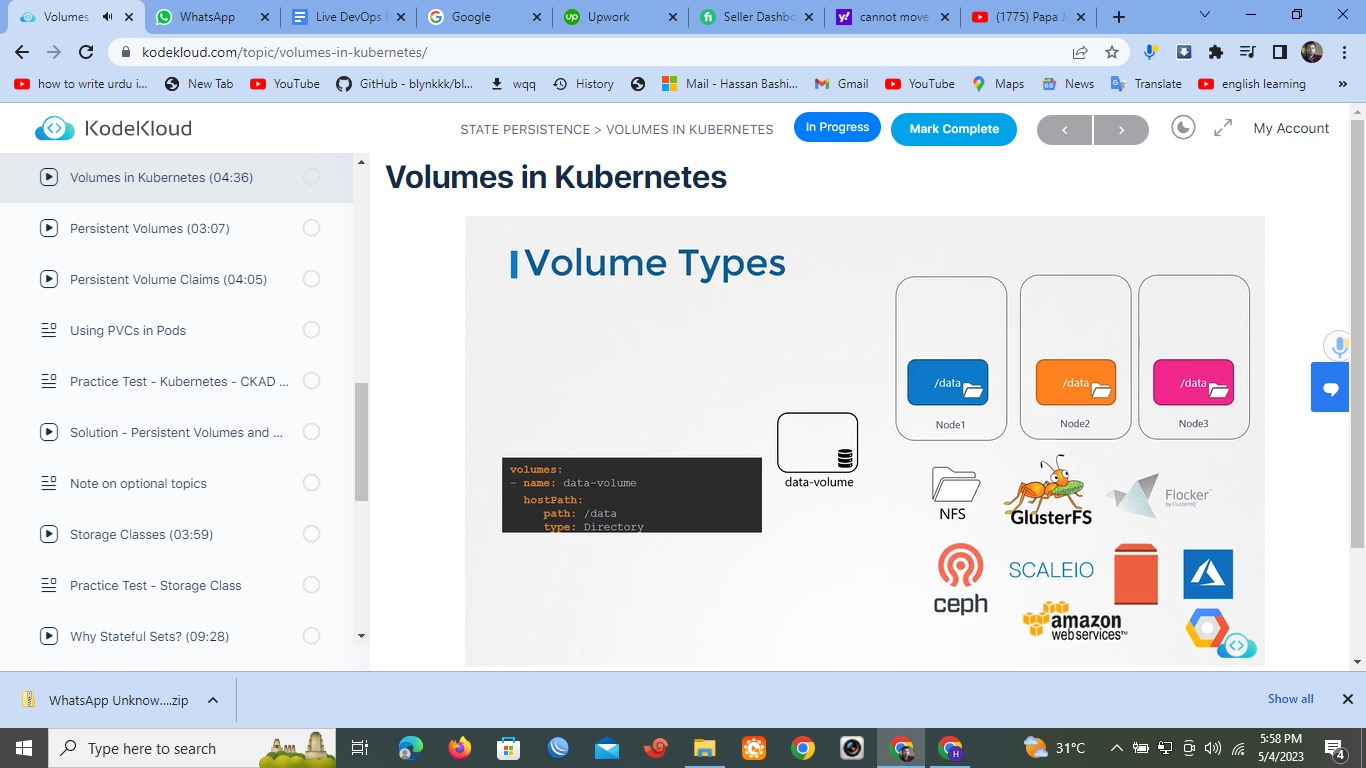 Volumes
WhatsApp
Live DevOps
Google
Upwork
Seller Dashbo
cannot move
(1775) Papa J
kodekloud.com/topic/volumes-in-kubernetes/
how to write urdu i...
New Tab
YouTube
GitHub - blynkkk/bl...
wqq
History
Mail - Hassan Bashi...
Gmail
YouTube
Maps
News
Translate
english learning
»
KodeKloud
STATE PERSISTENCE > VOLUMES IN KUBERNETES
In Progress
Mark Complete
My Account
Volumes in Kubernetes (04:36)
Persistent Volumes (03:07)
Persistent Volume Claims (04:05)
Using PVCs in Pods
Practice Test - Kubernetes - CKAD ...
Solution - Persistent Volumes and ...
Note on optional topics
Storage Classes (03:59)
Practice Test - Storage Class
Why Stateful Sets? (09:28)
Volumes in Kubernetes
Volume Types
/data
/data
/data
Node1
Node2
Node3
volumes:
- name: data-volume
hostPath:
path: /data
type: Directory
data-volume
NFS
GlusterFS
Flocker
by ClusterHQ
ceph
SCALEIO
amazon
web services™
WhatsApp Unknow....zip
Show all
Type here to search
31°C
5:58 PM
5/4/2023
4